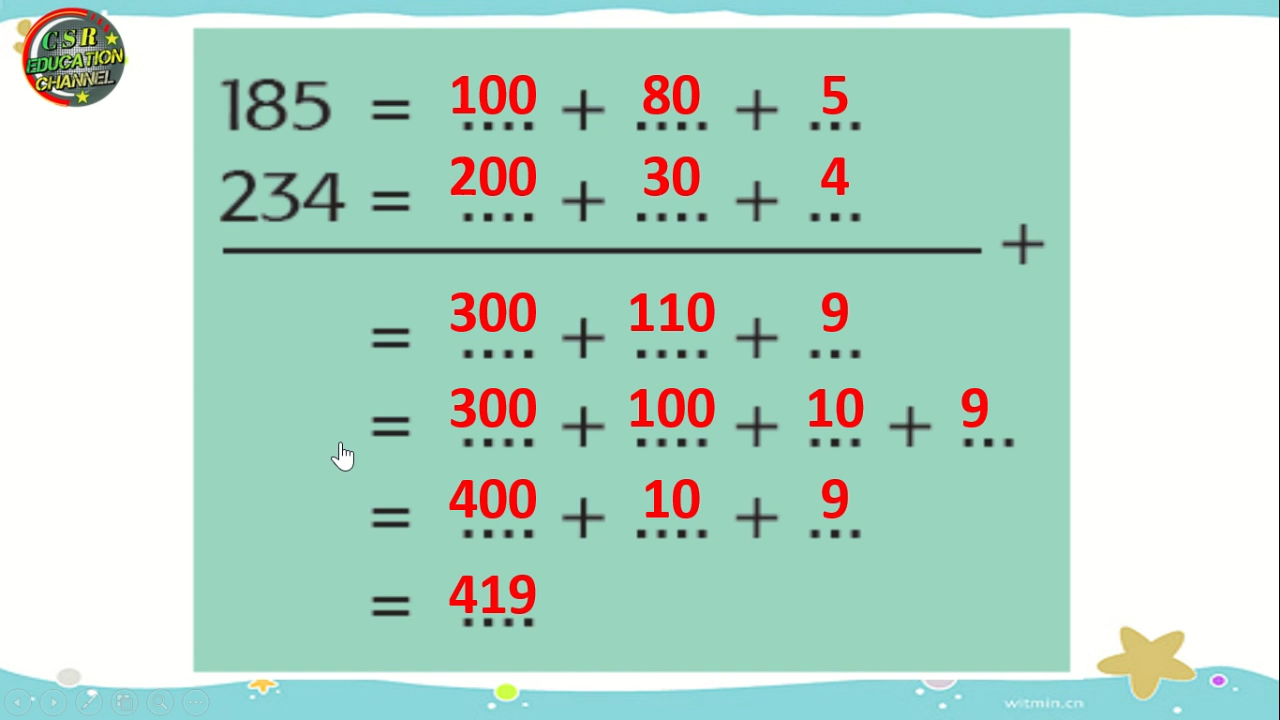 CSR
EDUCATION
CHANNEL
185 = 100 + 80 + 5
234 = 200 + 30 + 4
+
= 300 + 110 + 9
= 300 + 100 + 10 + 9
= 400 + 10 + 9
= 419
witmin.cn